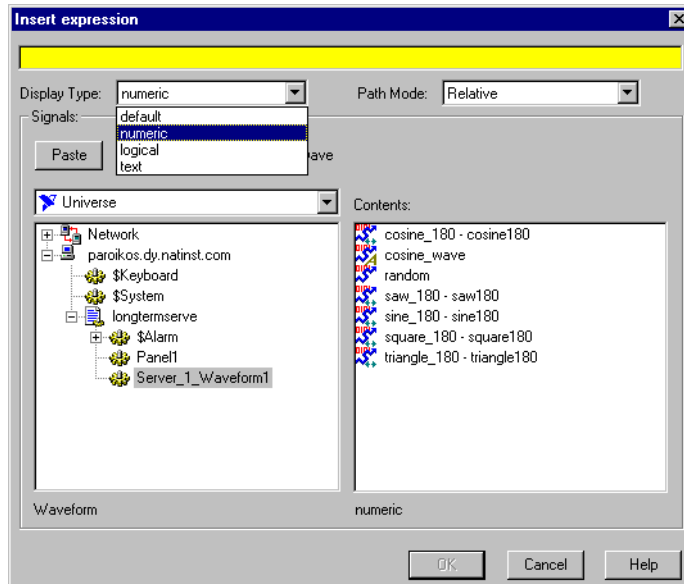 Insert expression
Display Type: numeric Path Mode: Relative
default
numeric
logical
text
Signals:
Paste
Universe
Contents:
Network
paroikos.dy.natinst.com
$Keyboard
$System
longtermserve
$Alarm
Panel1
Server_1_Waveform1
cosine_180 - cosine180
cosine_wave
random
saw_180 - saw180
sine_180 - sine180
square_180 - square180
triangle_180 - triangle180
Waveform numeric
OK Cancel Help